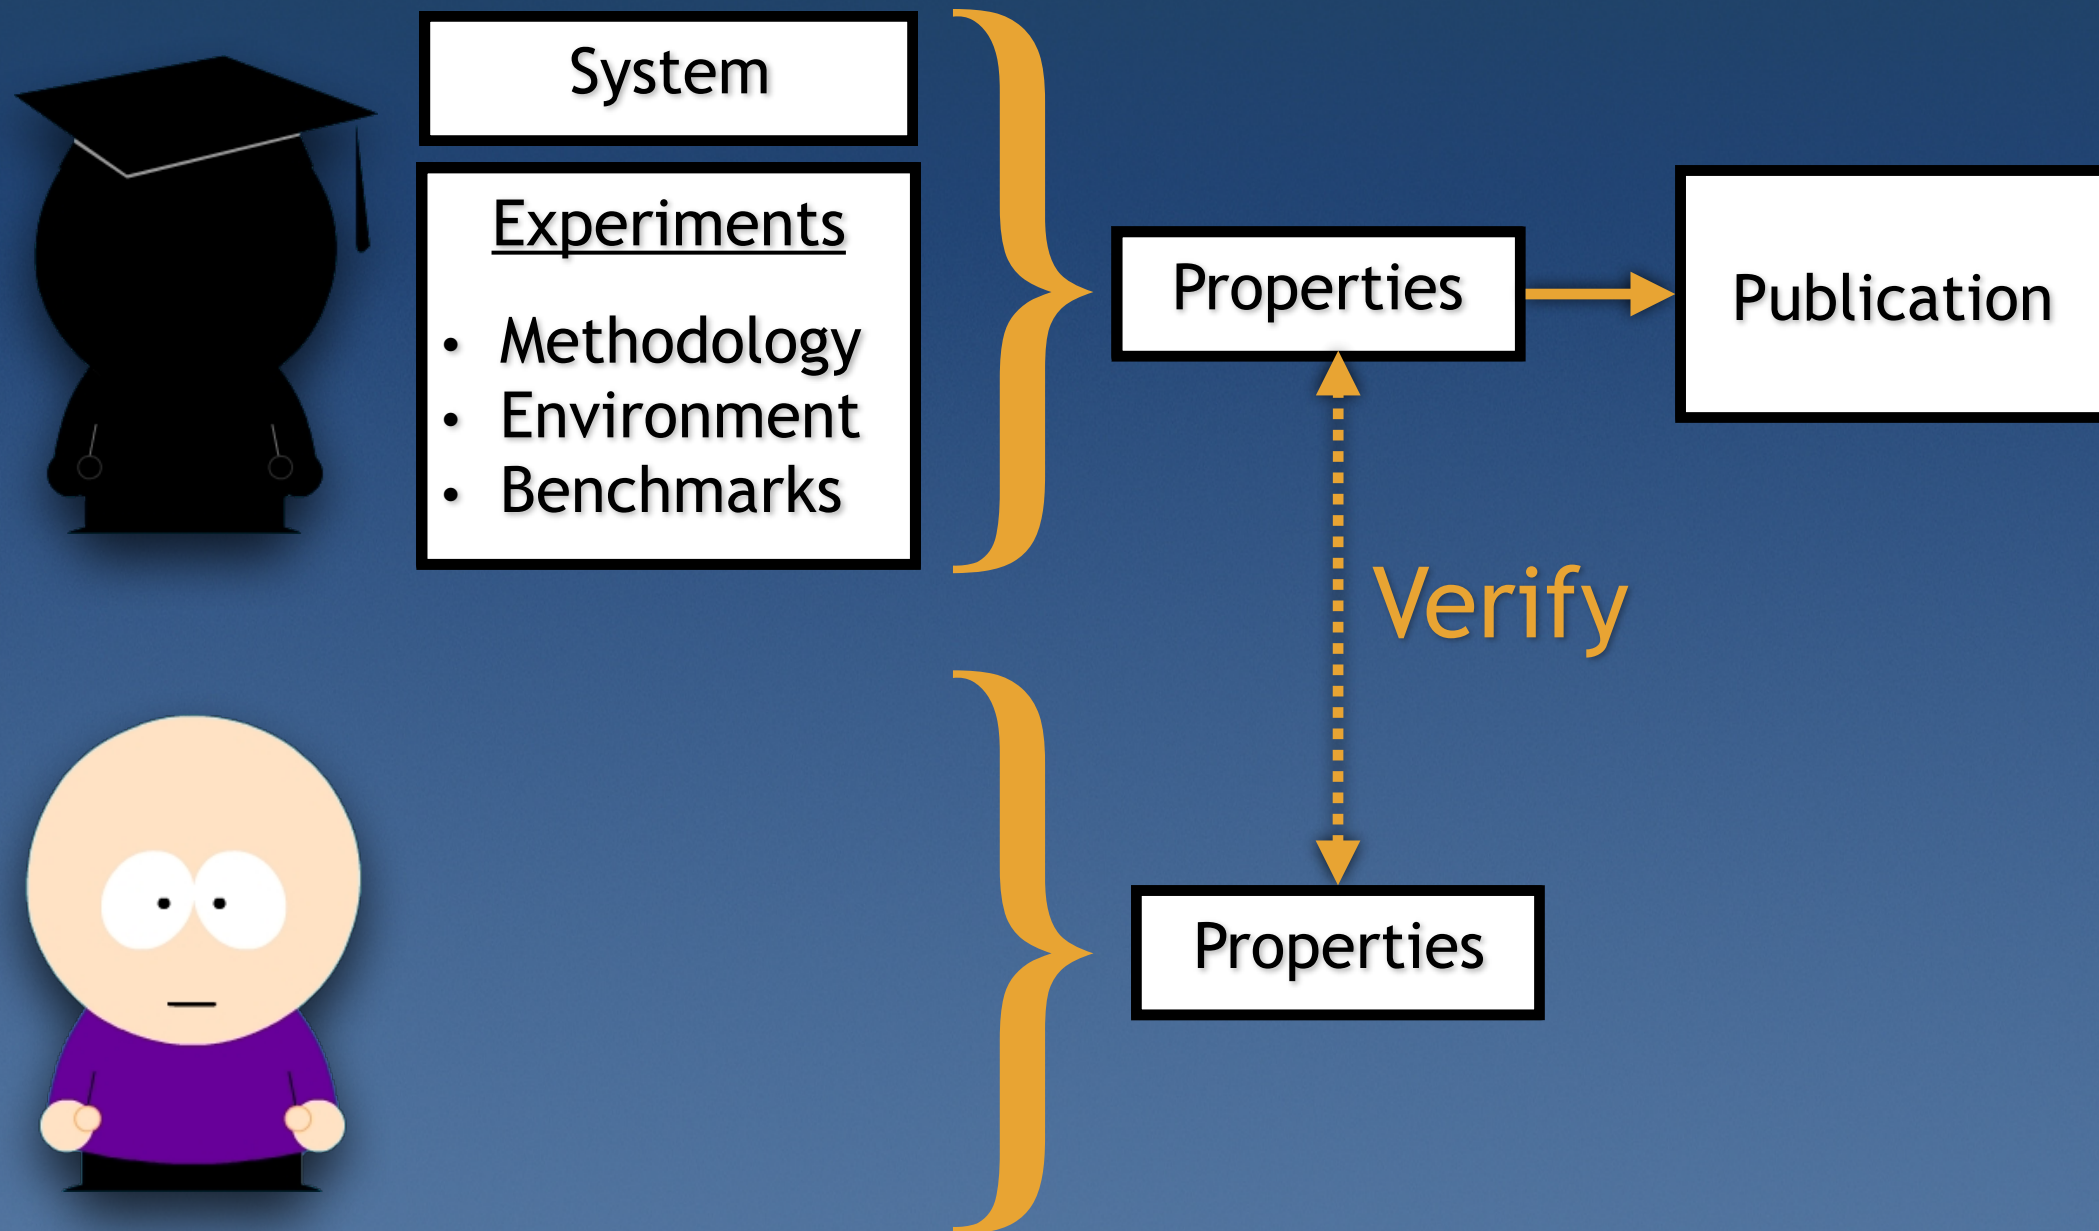 System
Experiments
• Methodology
• Environment
• Benchmarks
Properties
Publication
Verify
Properties